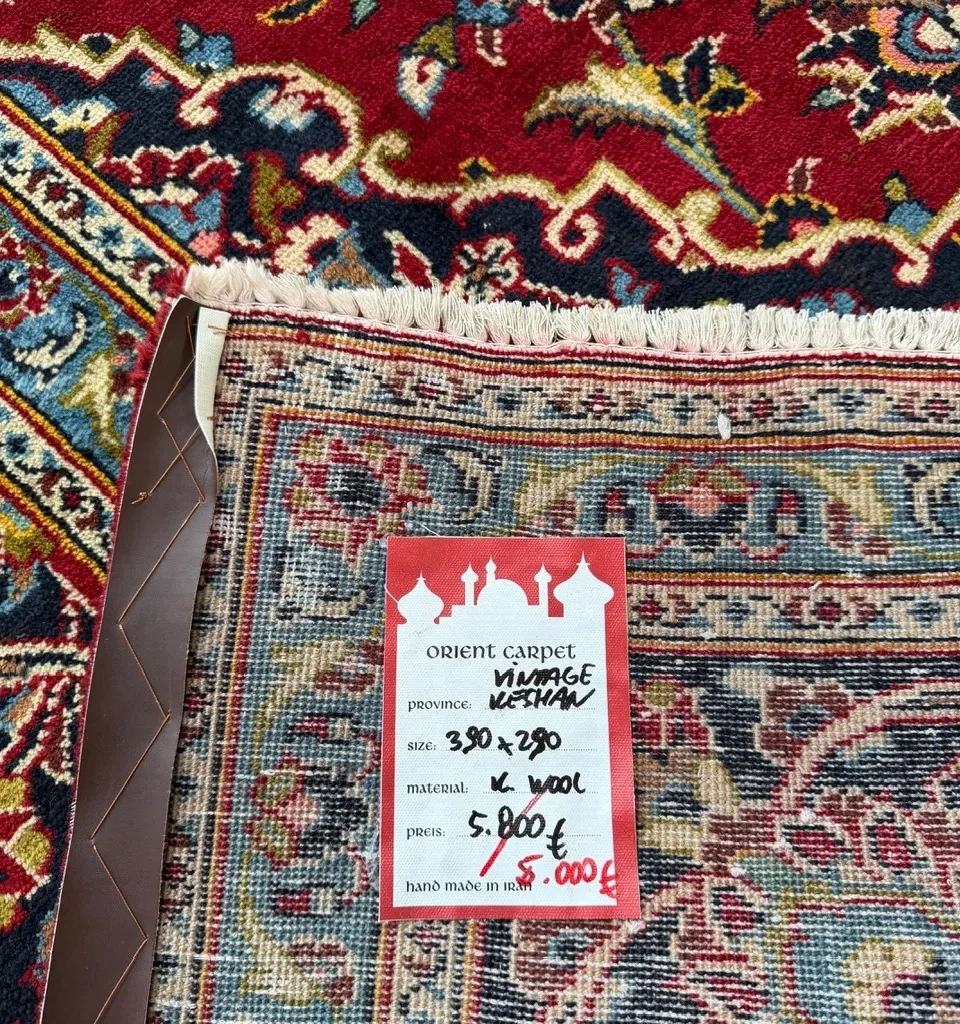 ORIENT CARPET
VINTAGE
PROVINCE: KESHAN
SIZE: 390 x 290
MATERIAL: K. WOOL
PREIS: 5.800 £
5.000 £
HAND MADE IN IRAN